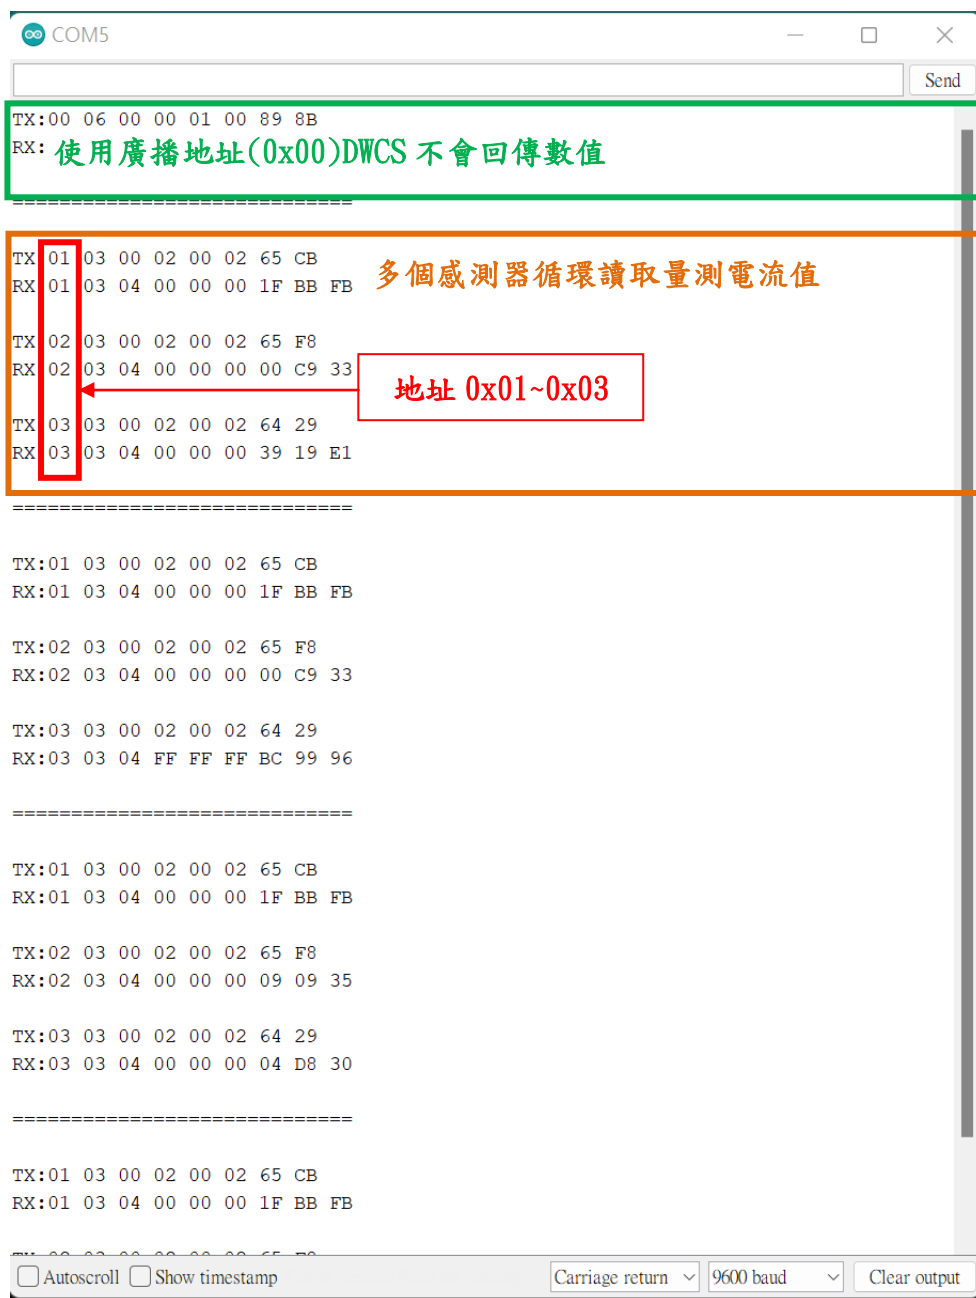 COM5
Send
TX:00 06 00 00 01 00 89 8B
RX:
使用廣播地址(0x00)DWCS 不會回傳數值
=============================
TX 01 03 00 02 00 02 65 CB
RX 01 03 04 00 00 00 1F BB FB
多個感測器循環讀取量測電流值
TX 02 03 00 02 00 02 65 F8
RX 02 03 04 00 00 00 00 C9 33
地址 0x01~0x03
TX 03 03 00 02 00 02 64 29
RX 03 03 04 00 00 00 39 19 E1
=============================
TX:01 03 00 02 00 02 65 CB
RX:01 03 04 00 00 00 1F BB FB
TX:02 03 00 02 00 02 65 F8
RX:02 03 04 00 00 00 00 C9 33
TX:03 03 00 02 00 02 64 29
RX:03 03 04 FF FF FF BC 99 96
=============================
TX:01 03 00 02 00 02 65 CB
RX:01 03 04 00 00 00 1F BB FB
TX:02 03 00 02 00 02 65 F8
RX:02 03 04 00 00 00 09 09 35
TX:03 03 00 02 00 02 64 29
RX:03 03 04 00 00 00 04 D8 30
=============================
TX:01 03 00 02 00 02 65 CB
RX:01 03 04 00 00 00 1F BB FB
Autoscroll Show timestamp Carriage return 9600 baud Clear output